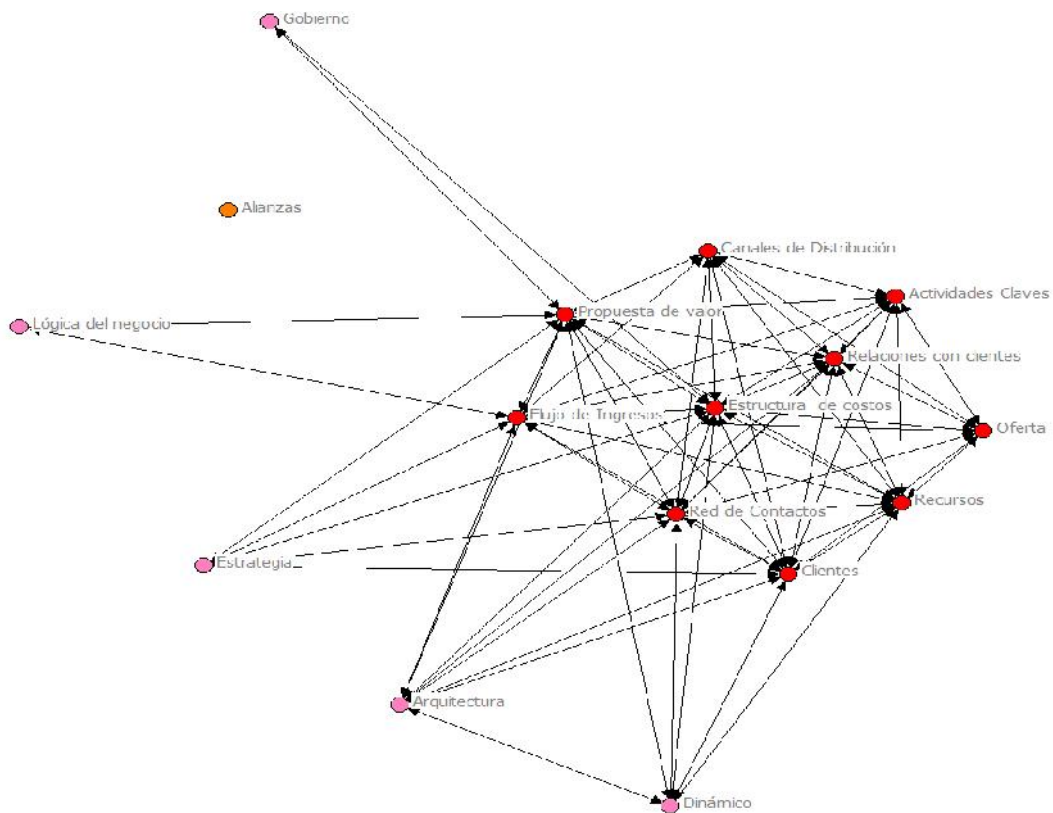 Gobierno
Alianzas
Canales de Distribución
Actividades Claves
Propuesta de valor
Lógica del negocio
Relaciones con cientes
Estructura de costos
Flujo de Ingresos
Oferta
Recursos
Red de Contactos
Estrategia
Clientes
Arquitectura
Dinámico